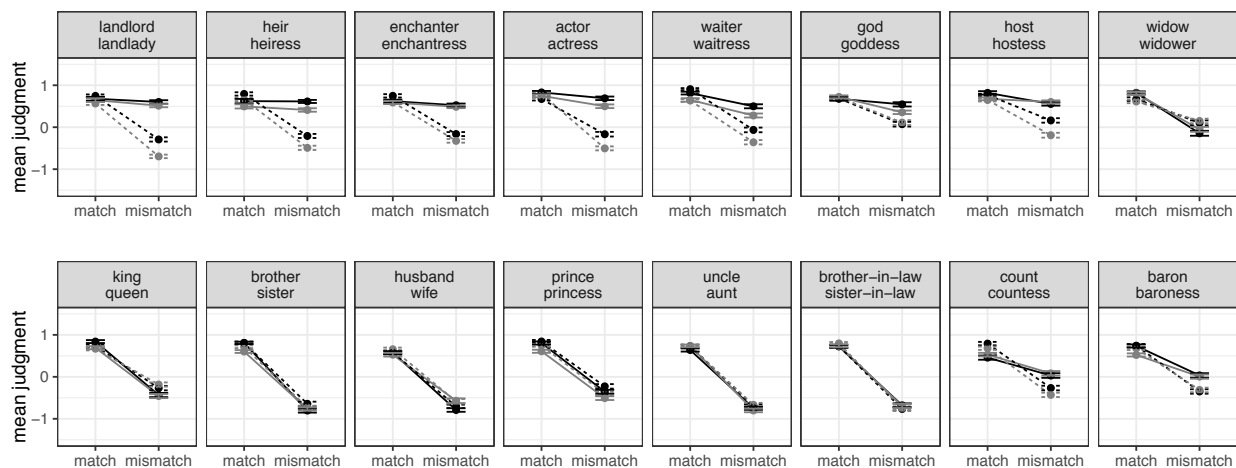 landlord heir enchanter actor waiter god host widow
landlady heiress enchantress actress waitress goddess hostess widower
mean judgment
1
0
−1
match mismatch match mismatch match mismatch match mismatch match mismatch match mismatch match mismatch match mismatch
king brother husband prince uncle brother−in−law count baron
queen sister wife princess aunt sister−in−law countess baroness
mean judgment
1
0
−1
match mismatch match mismatch match mismatch match mismatch match mismatch match mismatch match mismatch match mismatch